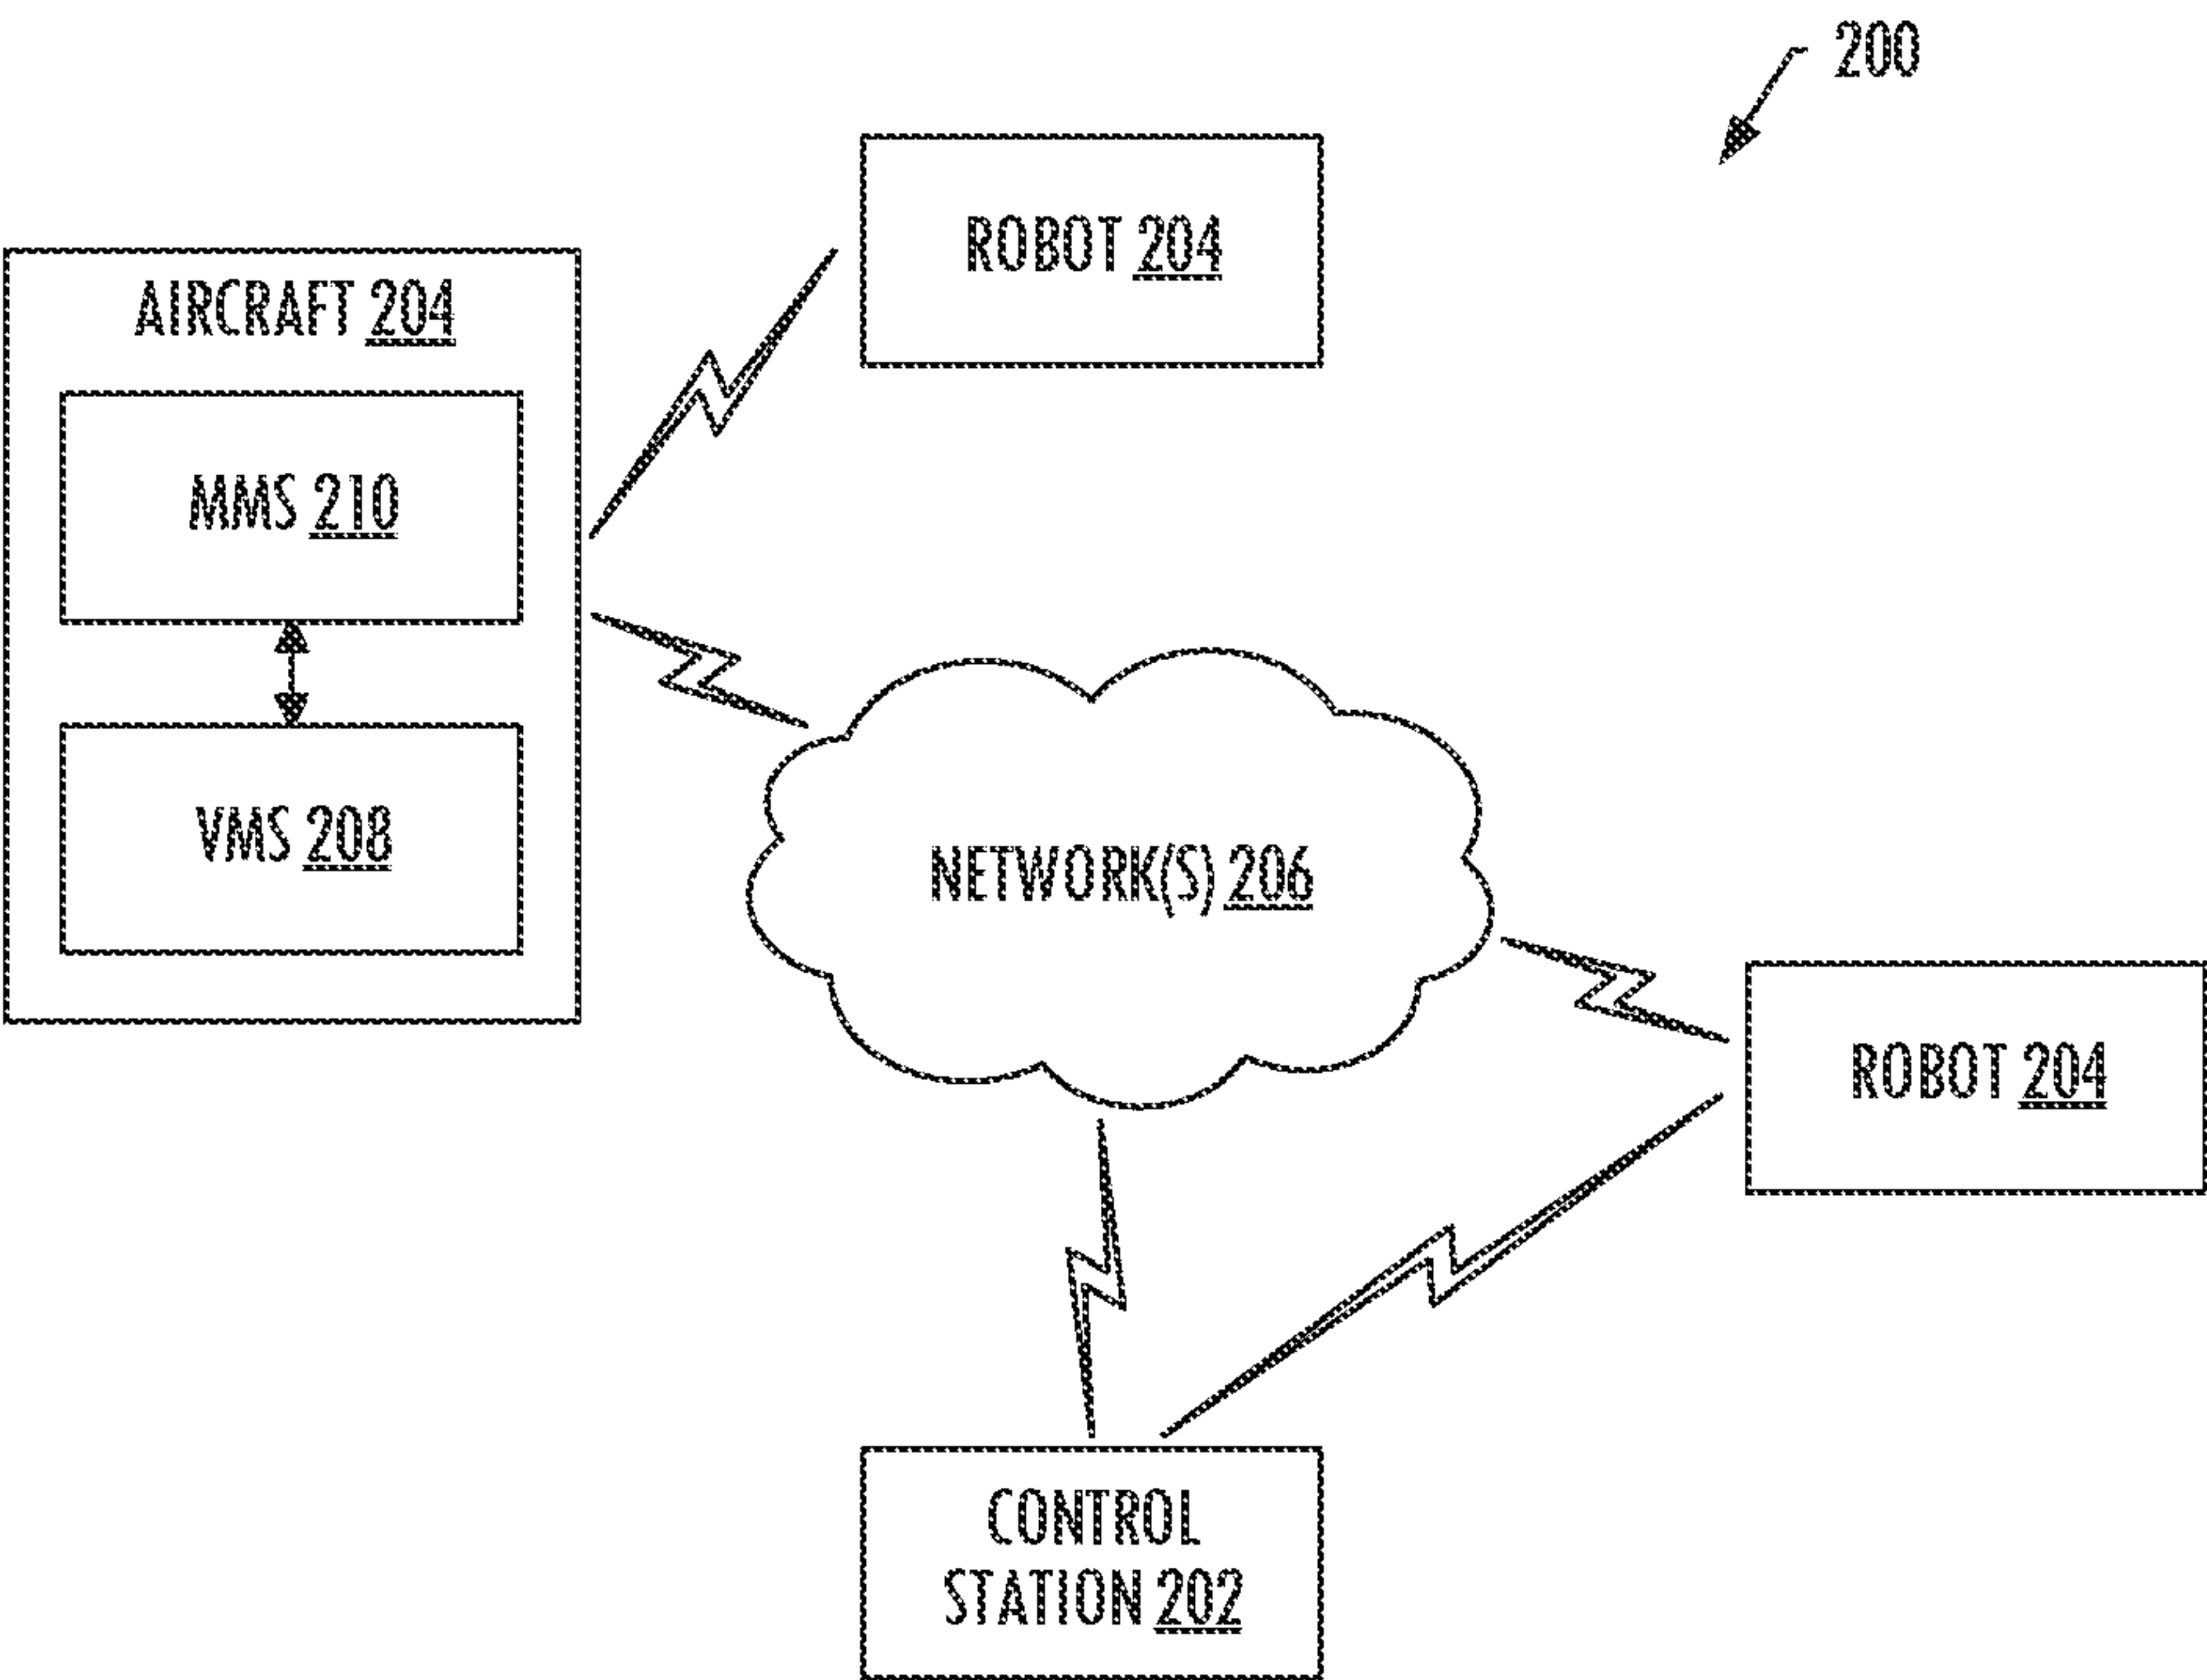 200
ROBOT 204
AIRCRAFT 204
MMS 210
VMS 208
NETWORK(S) 206
ROBOT 204
CONTROL
STATION 202